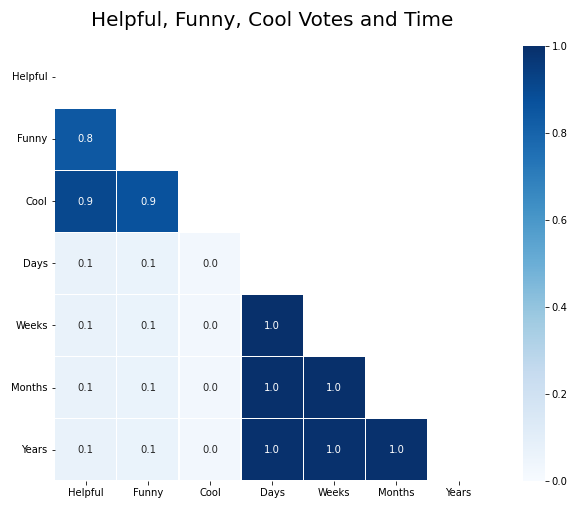 Helpful, Funny, Cool Votes and Time
1.0
Helpful
Funny 0.8
0.8
Cool 0.9 0.9
0.6
Days 0.1 0.1 0.0
Weeks 0.1 0.1 0.0 1.0
0.4
Months 0.1 0.1 0.0 1.0 1.0
0.2
Years 0.1 0.1 0.0 1.0 1.0 1.0
0.0
Helpful Funny Cool Days Weeks Months Years